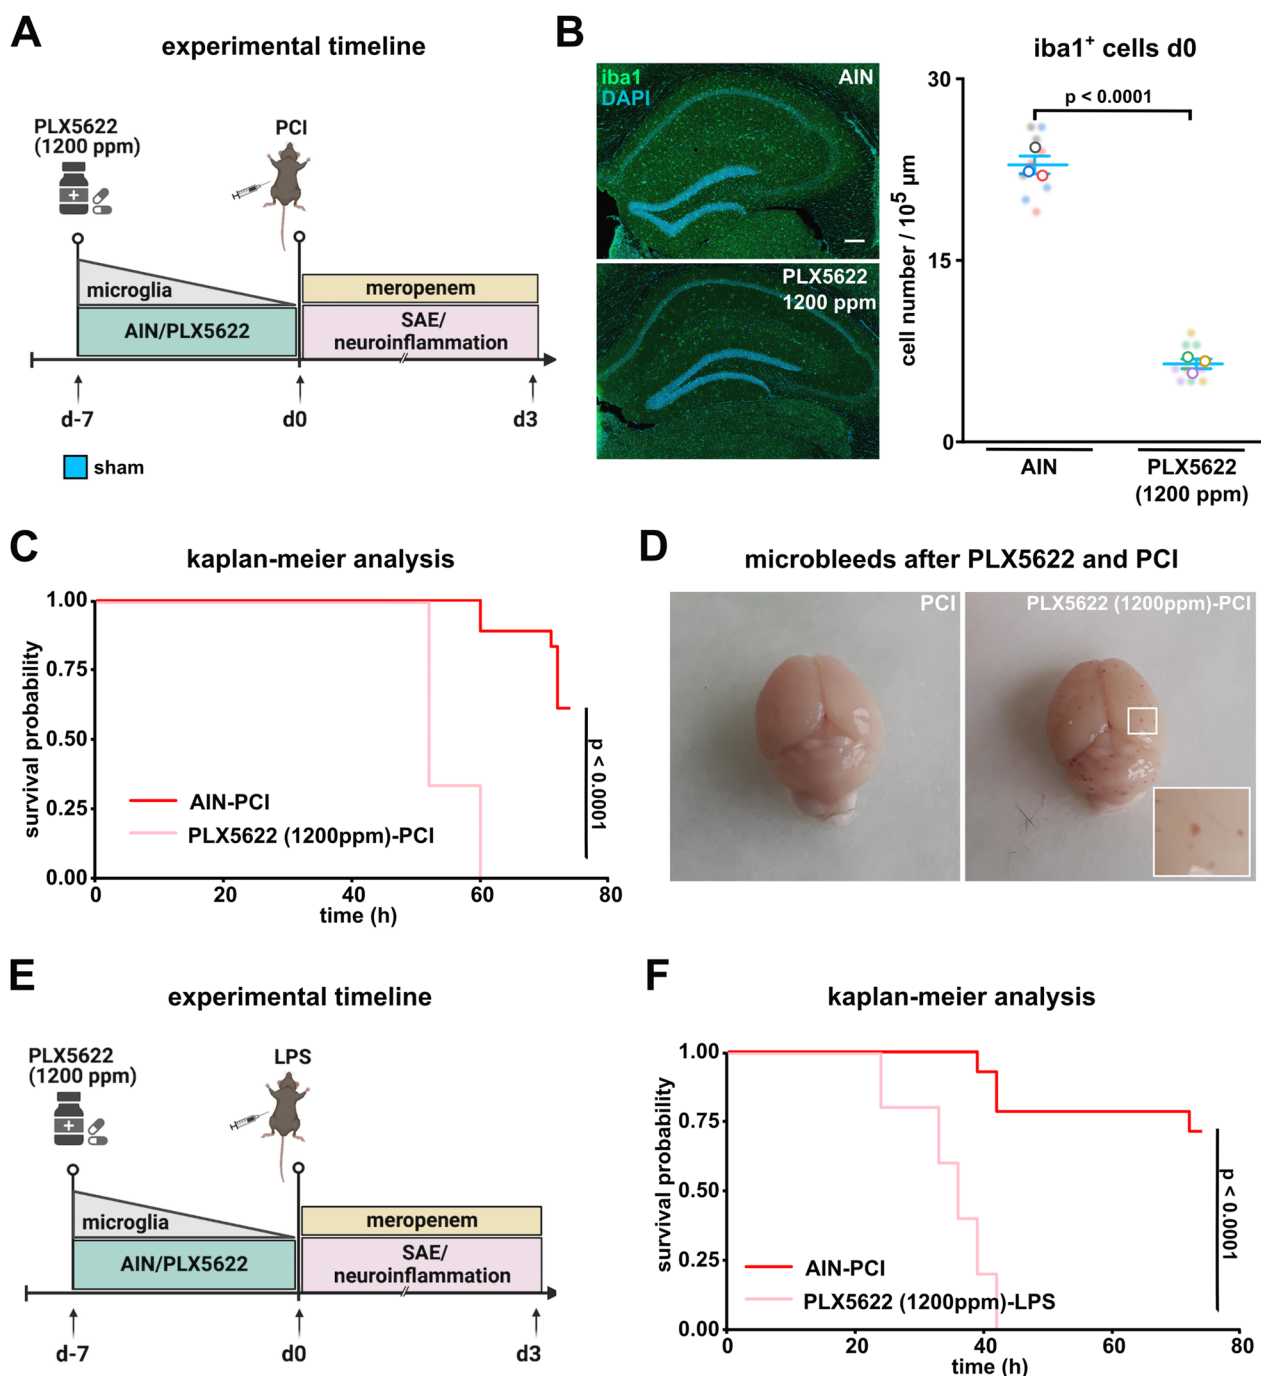 A
experimental timeline
PLX5622
(1200 ppm)
PCI
microglia
meropenem
AIN/PLX5622
SAE/
neuroinflammation
d-7
d0
d3
sham
B
iba1
DAPI
AIN
PLX5622
1200 ppm
iba1⁺ cells d0
30
p < 0.0001
cell number / 10⁵ µm
15
0
AIN
PLX5622
(1200 ppm)
C
kaplan-meier analysis
1.00
0.75
0.50
0.25
0.00
survival probability
AIN-PCI
PLX5622 (1200ppm)-PCI
p < 0.0001
0
20
40
60
80
time (h)
D
microbleeds after PLX5622 and PCI
PCI
PLX5622 (1200ppm)-PCI
E
experimental timeline
PLX5622
(1200 ppm)
LPS
microglia
meropenem
AIN/PLX5622
SAE/
neuroinflammation
d-7
d0
d3
F
kaplan-meier analysis
1.00
0.75
0.50
0.25
0.00
survival probability
AIN-PCI
PLX5622 (1200ppm)-LPS
p < 0.0001
0
20
40
60
80
time (h)